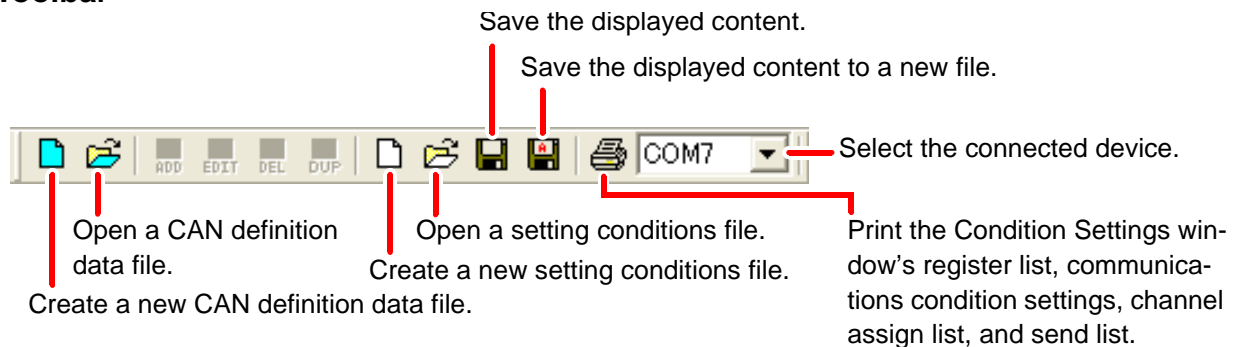 Toolbar
Save the displayed content.
Save the displayed content to a new file.
ADD EDIT DEL DUP A COM7
Select the connected device.
Open a CAN definition
data file.
Create a new CAN definition data file.
Open a setting conditions file.
Create a new setting conditions file.
Print the Condition Settings win-
dow's register list, communica-
tions condition settings, channel
assign list, and send list.